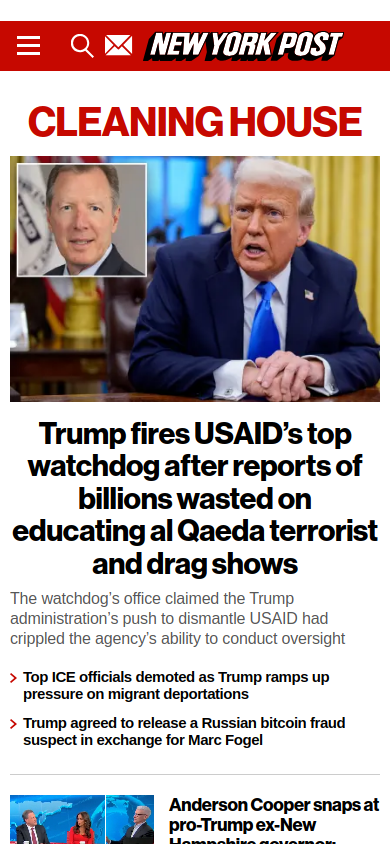 NEW YORK POST
CLEANING HOUSE
Trump fires USAID’s top
watchdog after reports of
billions wasted on
educating al Qaeda terrorist
and drag shows
The watchdog’s office claimed the Trump
administration’s push to dismantle USAID had
crippled the agency’s ability to conduct oversight
Top ICE officials demoted as Trump ramps up
pressure on migrant deportations
Trump agreed to release a Russian bitcoin fraud
suspect in exchange for Marc Fogel
Anderson Cooper snaps at
pro-Trump ex-New
Hampshire governor: